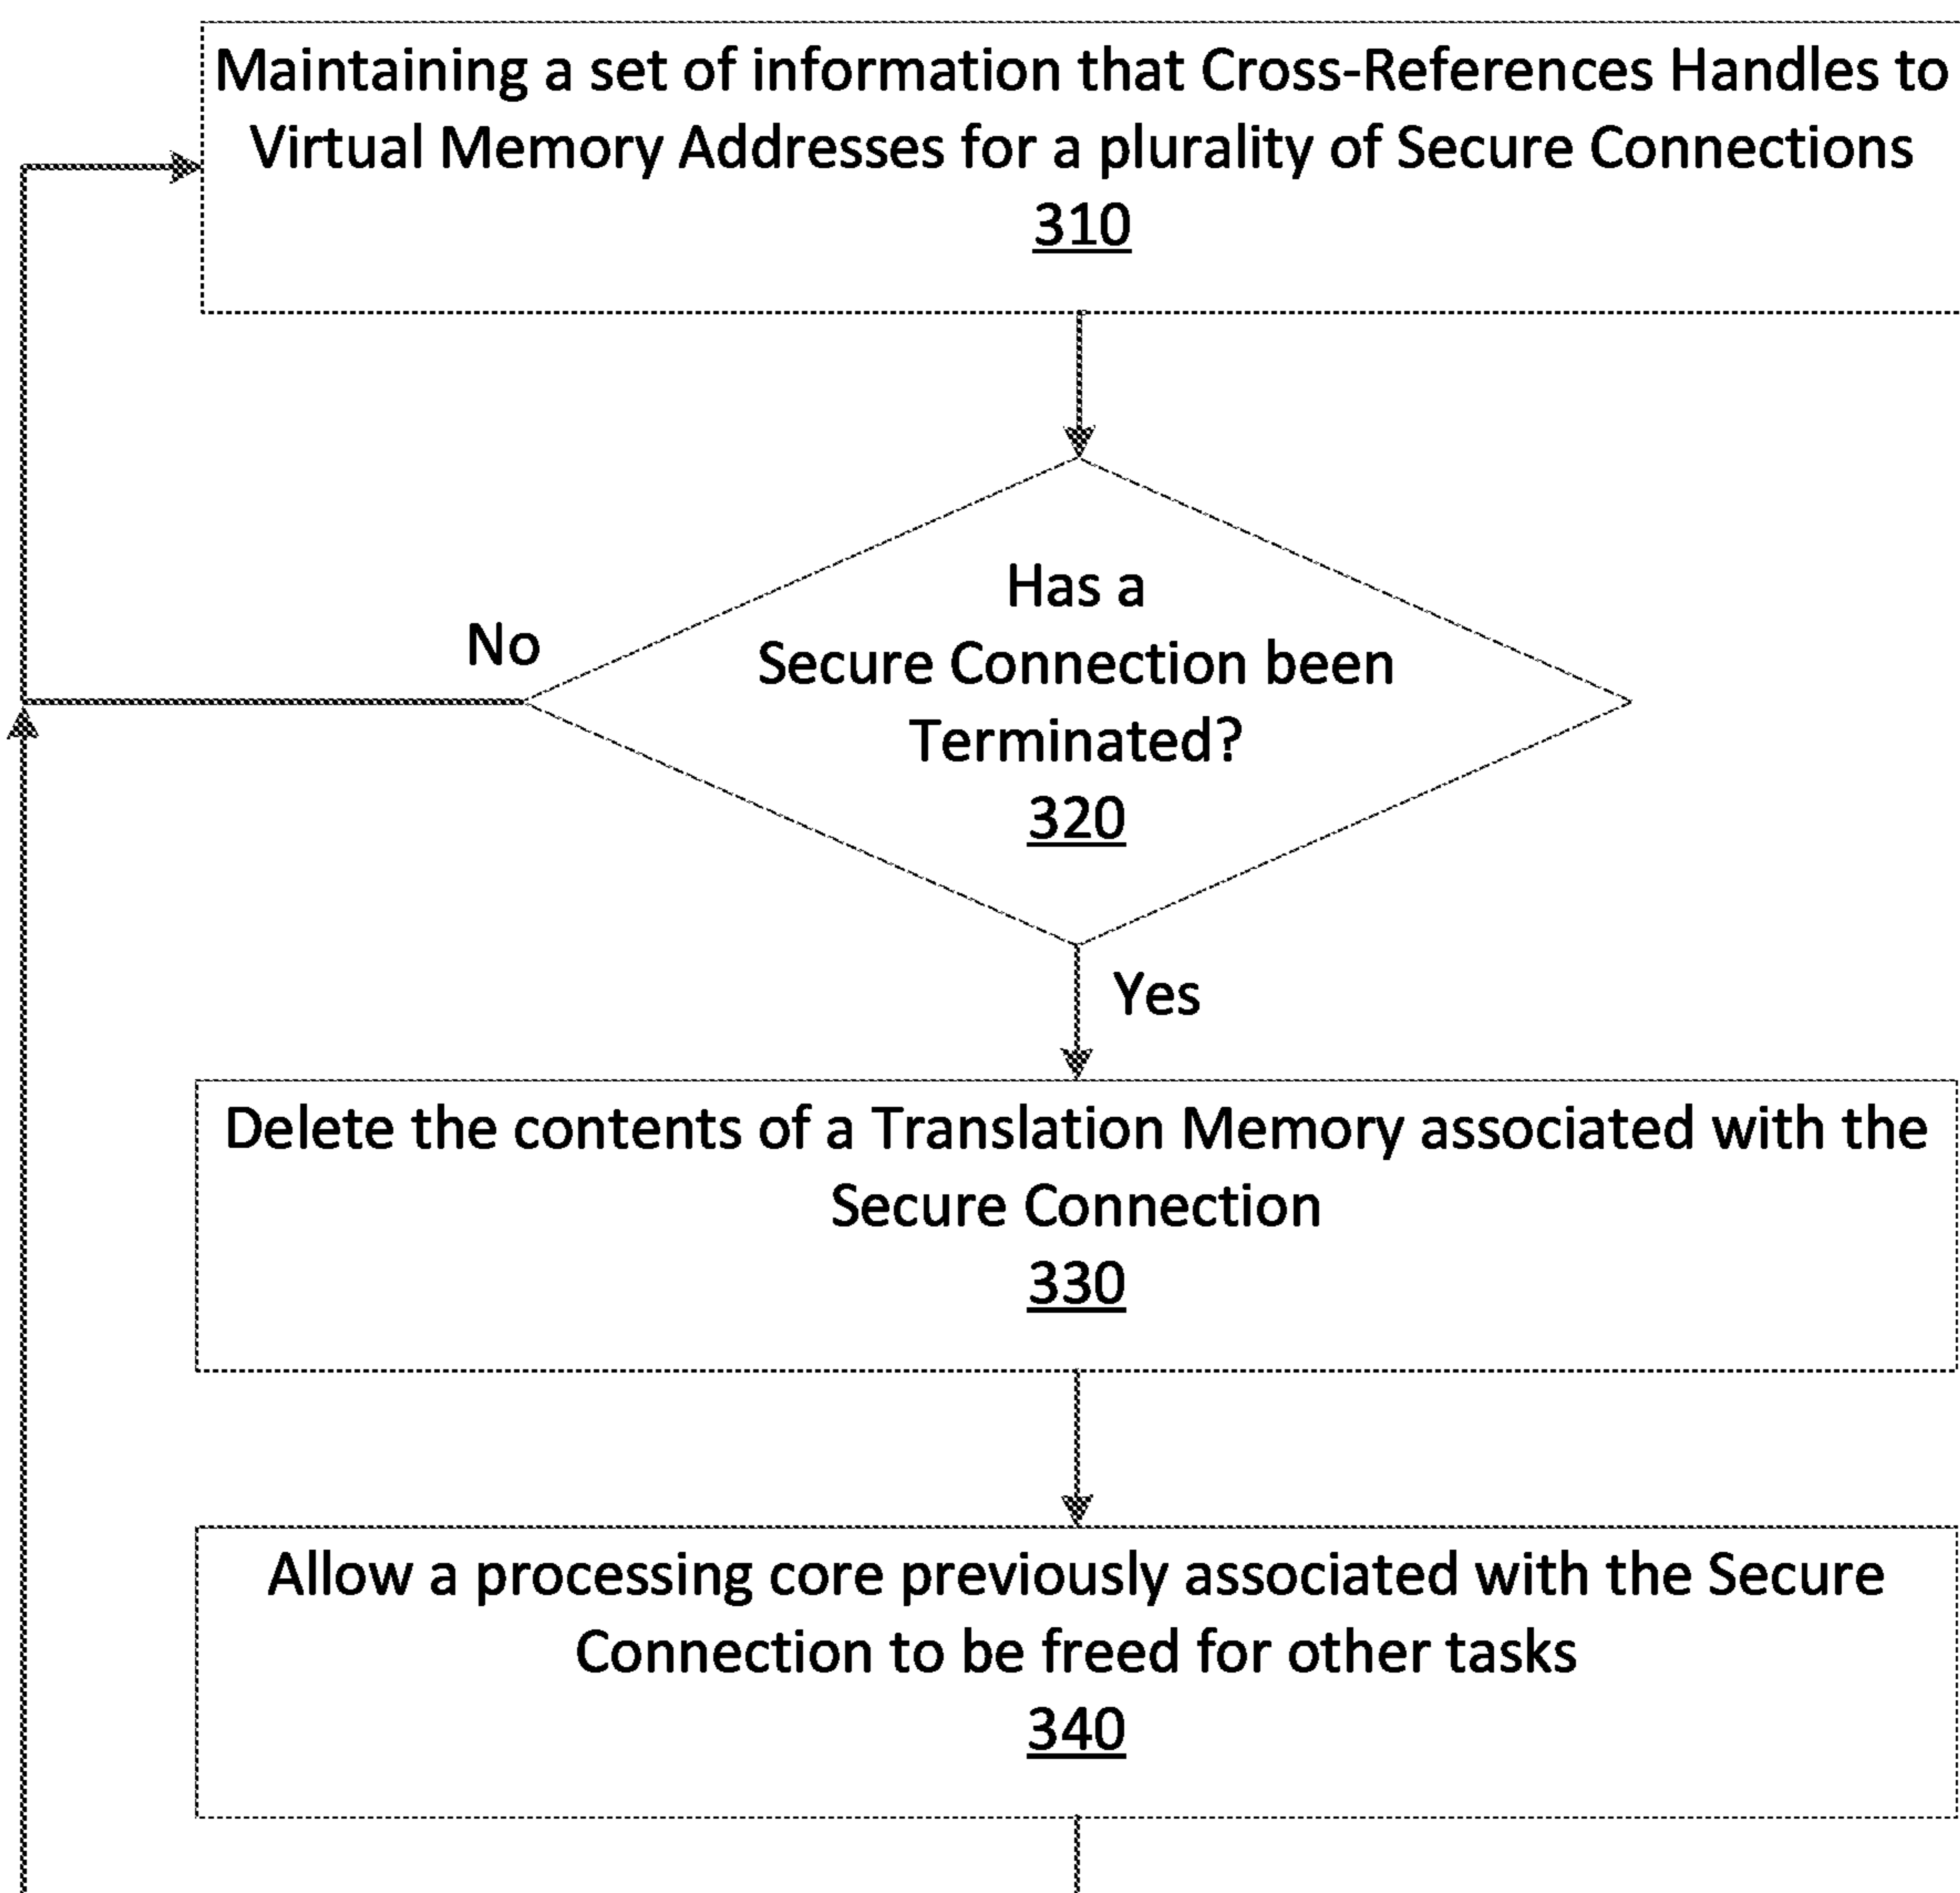 Maintaining a set of information that Cross-References Handles to
Virtual Memory Addresses for a plurality of Secure Connections
310
Has a
Secure Connection been
Terminated?
320
No
Yes
Delete the contents of a Translation Memory associated with the
Secure Connection
330
Allow a processing core previously associated with the Secure
Connection to be freed for other tasks
340